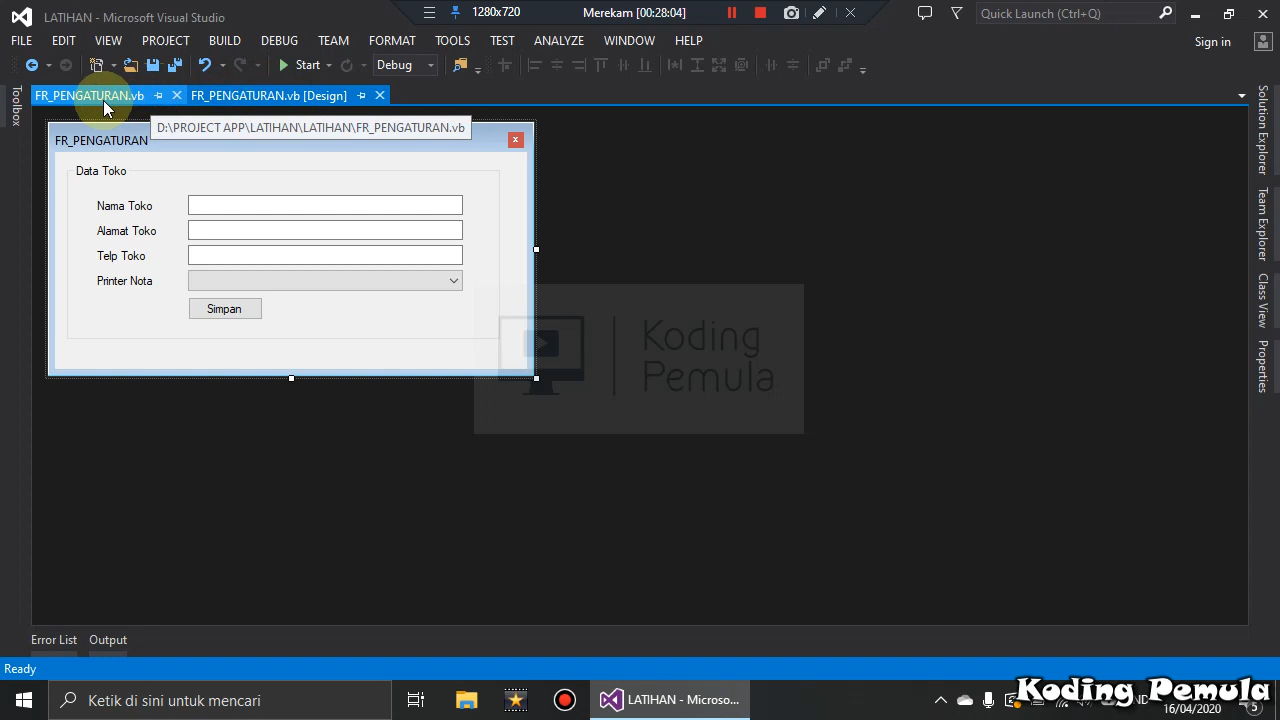 LATIHAN - Microsoft Visual Studio
1280x720
Merekam [00:28:04]
Quick Launch (Ctrl+Q)
FILE EDIT VIEW PROJECT BUILD DEBUG TEAM FORMAT TOOLS TEST ANALYZE WINDOW HELP
Sign in
Start
Debug
FR_PENGATURAN.vb
FR_PENGATURAN.vb [Design]
D:\PROJECT APP\LATIHAN\LATIHAN\FR_PENGATURAN.vb
Toolbox
FR_PENGATURAN
Data Toko
Nama Toko
Alamat Toko
Telp Toko
Printer Nota
Simpan
Koding
Pemula
Solution Explorer
Team Explorer
Class View
Properties
Error List
Output
Ready
Ketik di sini untuk mencari
LATIHAN - Microso...
Koding Pemula
16/04/2020
5